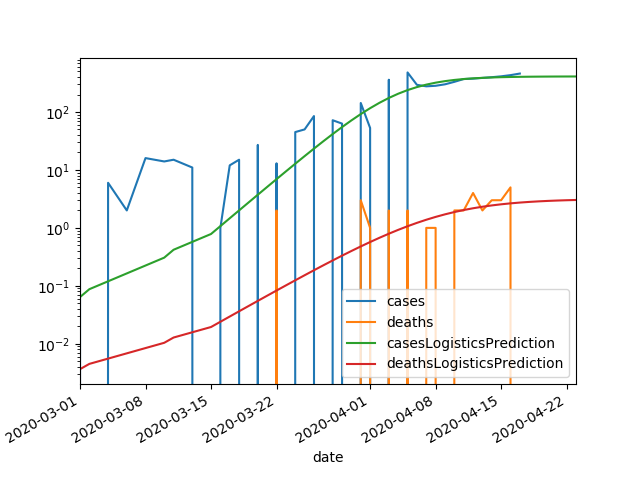 10²
10¹
10⁰
10⁻¹
10⁻²
cases
deaths
casesLogisticsPrediction
deathsLogisticsPrediction
2020-03-01
2020-03-08
2020-03-15
2020-03-22
2020-04-01
2020-04-08
2020-04-15
2020-04-22
date